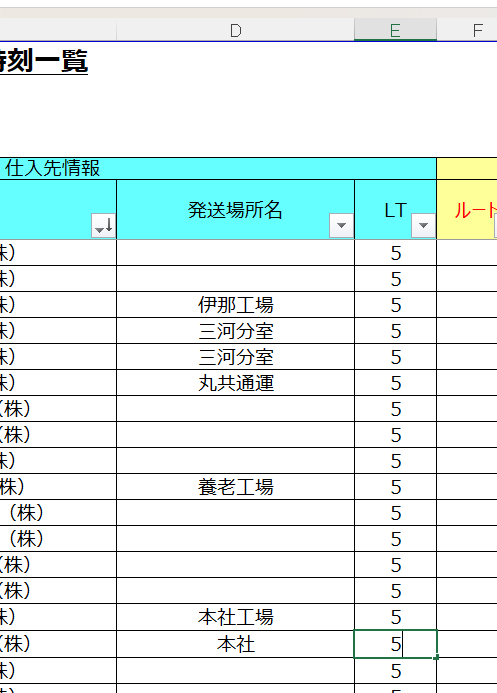 D E F
時刻一覧
仕入先情報
発送場所名 LT ルート
株） 5
株） 5
株） 伊那工場 5
株） 三河分室 5
株） 三河分室 5
株） 丸共通運 5
（株） 5
（株） 5
株） 5
株） 養老工場 5
（株） 5
（株） 5
（株） 5
（株） 5
株） 本社工場 5
（株） 本社 5
株） 5